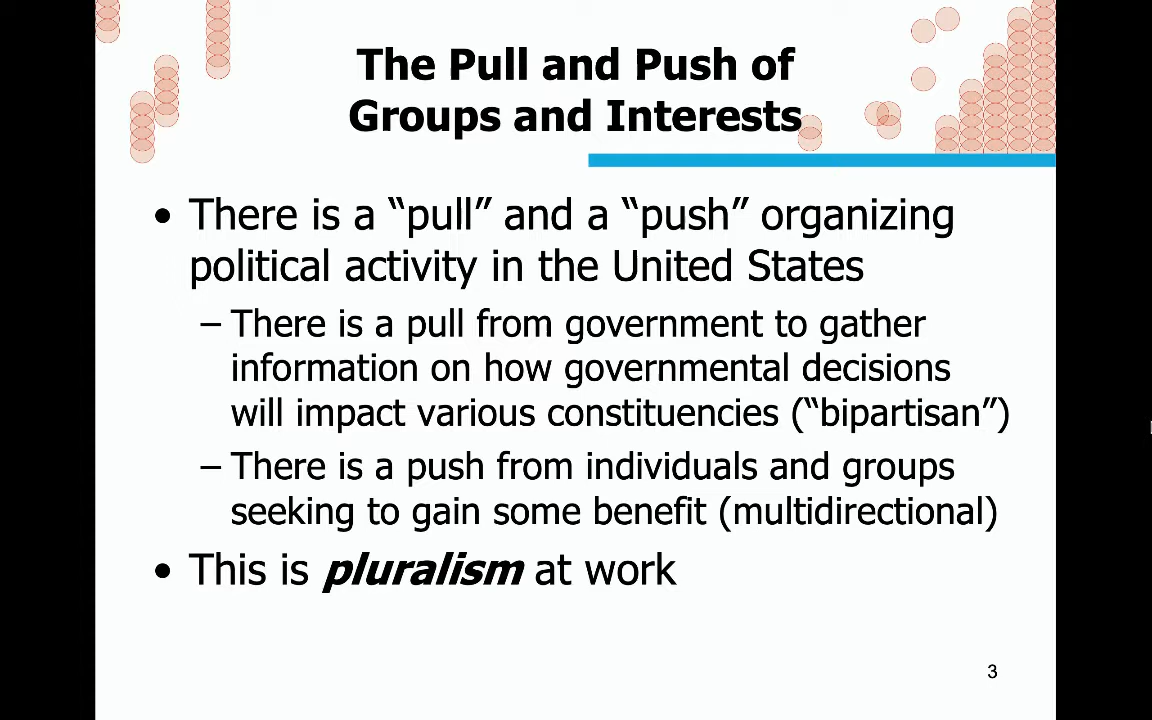 The Pull and Push of
Groups and Interests
• There is a “pull” and a “push” organizing
political activity in the United States
– There is a pull from government to gather
information on how governmental decisions
will impact various constituencies (“bipartisan”)
– There is a push from individuals and groups
seeking to gain some benefit (multidirectional)
• This is pluralism at work
3